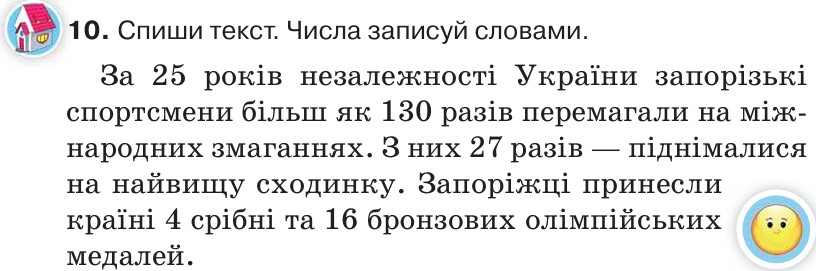 10. Спиши текст. Числа записуй словами.
За 25 років незалежності України запорізькі
спортсмени більш як 130 разів перемагали на між-
народних змаганнях. З них 27 разів — піднімалися
на найвищу сходинку. Запоріжці принесли
країні 4 срібні та 16 бронзових олімпійських
медалей.